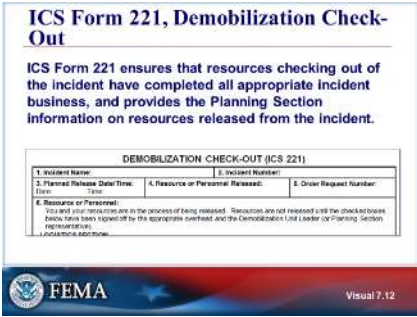 ICS Form 221, Demobilization Check-
Out
ICS Form 221 ensures that resources checking out of
the incident have completed all appropriate incident
business, and provides the Planning Section
information on resources released from the incident.
DEMOBILIZATION CHECK-OUT (ICS 221)
1. Incident Name: 2. Incident Number:
3. Planned Release Date/Time: 4. Resource or Personnel Released: 5. Order Request Number:
Date: Time:
6. Resource or Personnel:
You and your resources are in the process of being released. Resources are not released until the checked boxes
below have been signed off by the appropriate overhead and the Demobilization Unit Leader (or Planning Section
representative).
LOGISTICS SECTION
FEMA
Visual 7.12